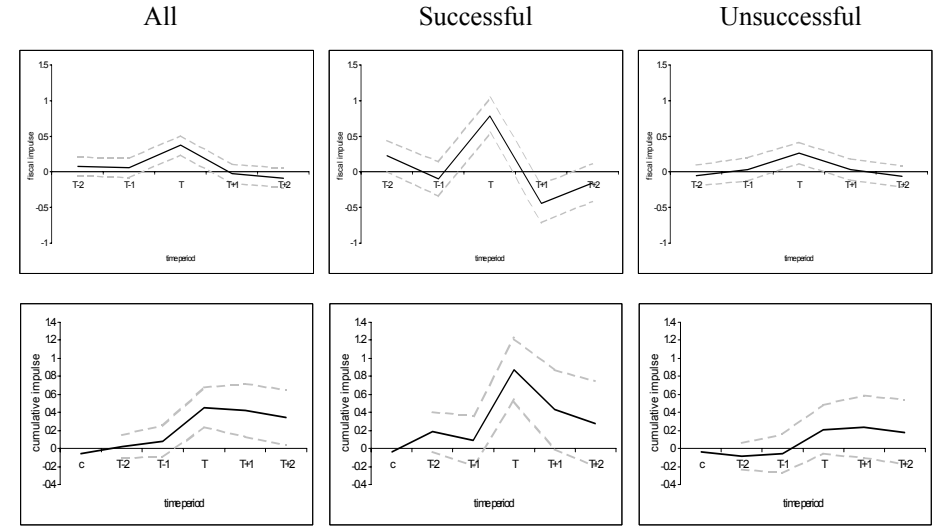 All Successful Unsuccessful
1.5
1
0.5
0
-0.5
-1
fiscal impulse
T-2 T-1 T T+1 T+2
time period
1.5
1
0.5
0
-0.5
-1
fiscal impulse
T-2 T-1 T T+1 T+2
time period
1.5
1
0.5
0
-0.5
-1
fiscal impulse
T-2 T-1 T T+1 T+2
time period
1.4
1.2
1
0.8
0.6
0.4
0.2
0
-0.2
-0.4
cumulative impulse
c T-2 T-1 T T+1 T+2
time period
1.4
1.2
1
0.8
0.6
0.4
0.2
0
-0.2
-0.4
cumulative impulse
c T-2 T-1 T T+1 T+2
time period
1.4
1.2
1
0.8
0.6
0.4
0.2
0
-0.2
-0.4
cumulative impulse
c T-2 T-1 T T+1 T+2
time period